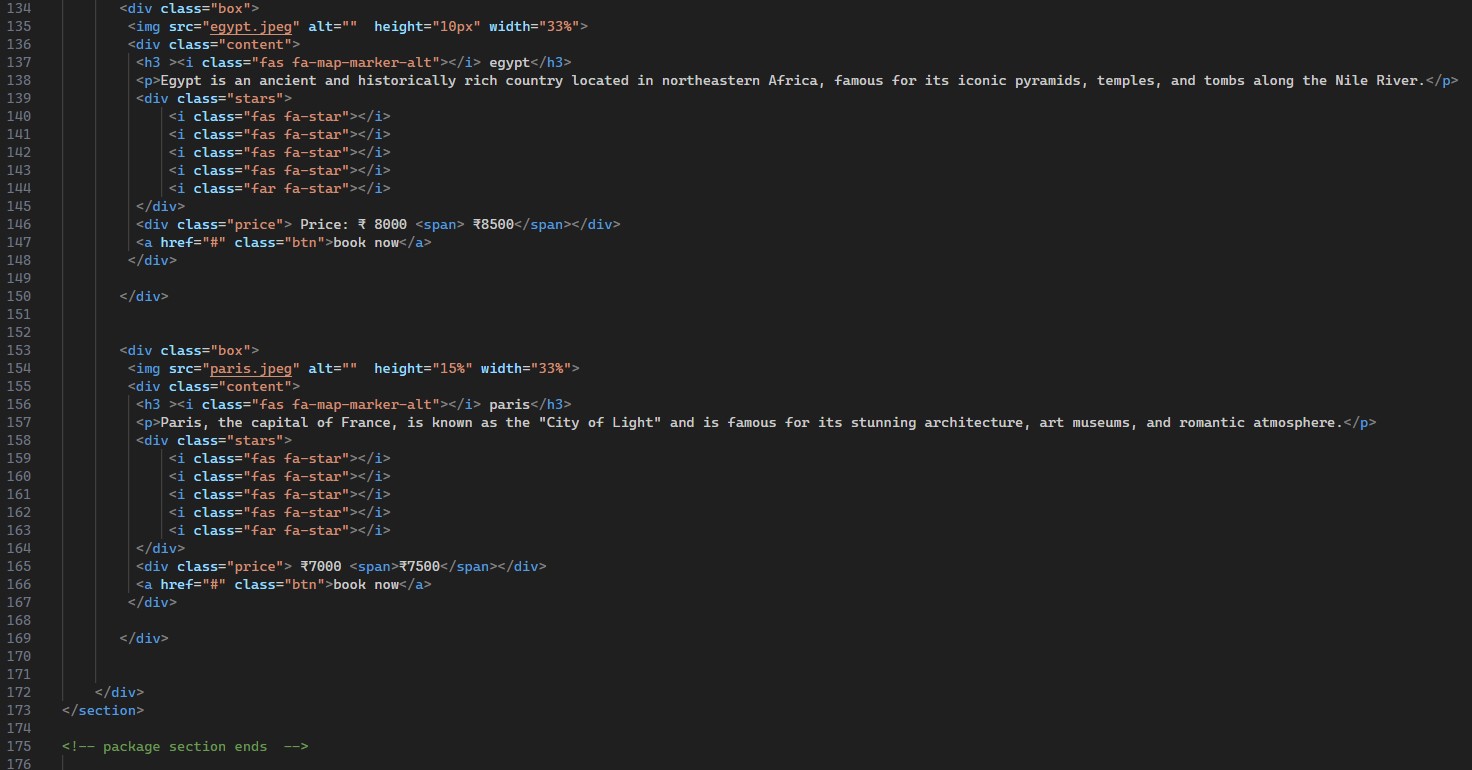 134 <div class="box">
135 <img src="egypt.jpeg" alt=""  height="10px" width="33%">
136 <div class="content">
137 <h3 ><i class="fas fa-map-marker-alt"></i> egypt</h3>
138 <p>Egypt is an ancient and historically rich country located in northeastern Africa, famous for its iconic pyramids, temples, and tombs along the Nile River.</p>
139 <div class="stars">
140 <i class="fas fa-star"></i>
141 <i class="fas fa-star"></i>
142 <i class="fas fa-star"></i>
143 <i class="fas fa-star"></i>
144 <i class="far fa-star"></i>
145 </div>
146 <div class="price"> Price: ₹ 8000 <span> ₹8500</span></div>
147 <a href="#" class="btn">book now</a>
148 </div>
149
150 </div>
151
152
153 <div class="box">
154 <img src="paris.jpeg" alt=""  height="15%" width="33%">
155 <div class="content">
156 <h3 ><i class="fas fa-map-marker-alt"></i> paris</h3>
157 <p>Paris, the capital of France, is known as the "City of Light" and is famous for its stunning architecture, art museums, and romantic atmosphere.</p>
158 <div class="stars">
159 <i class="fas fa-star"></i>
160 <i class="fas fa-star"></i>
161 <i class="fas fa-star"></i>
162 <i class="fas fa-star"></i>
163 <i class="far fa-star"></i>
164 </div>
165 <div class="price"> ₹7000 <span>₹7500</span></div>
166 <a href="#" class="btn">book now</a>
167 </div>
168
169 </div>
170
171
172 </div>
173 </section>
174
175 <!-- package section ends  -->
176